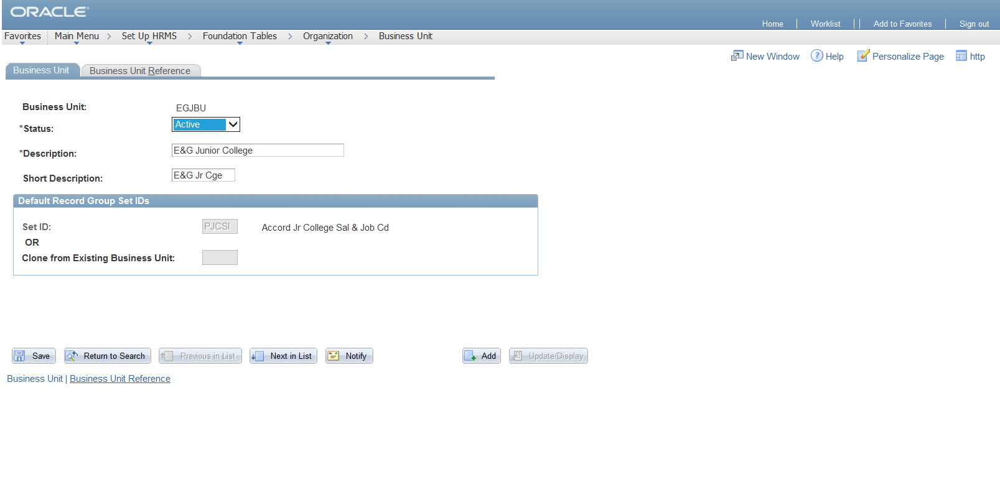 ORACLE
Home Worklist Add to Favorites Sign out
Favorites Main Menu > Set Up HRMS > Foundation Tables > Organization > Business Unit
New Window ? Help Personalize Page http
Business Unit Business Unit Reference
Business Unit: EGJBU
*Status: Active
*Description: E&G Junior College
Short Description: E&G Jr Cge
Default Record Group Set IDs
Set ID: PJCSI Accord Jr College Sal & Job Cd
OR
Clone from Existing Business Unit:
Save Return to Search Previous in List Next in List Notify Add Update/Display
Business Unit | Business Unit Reference